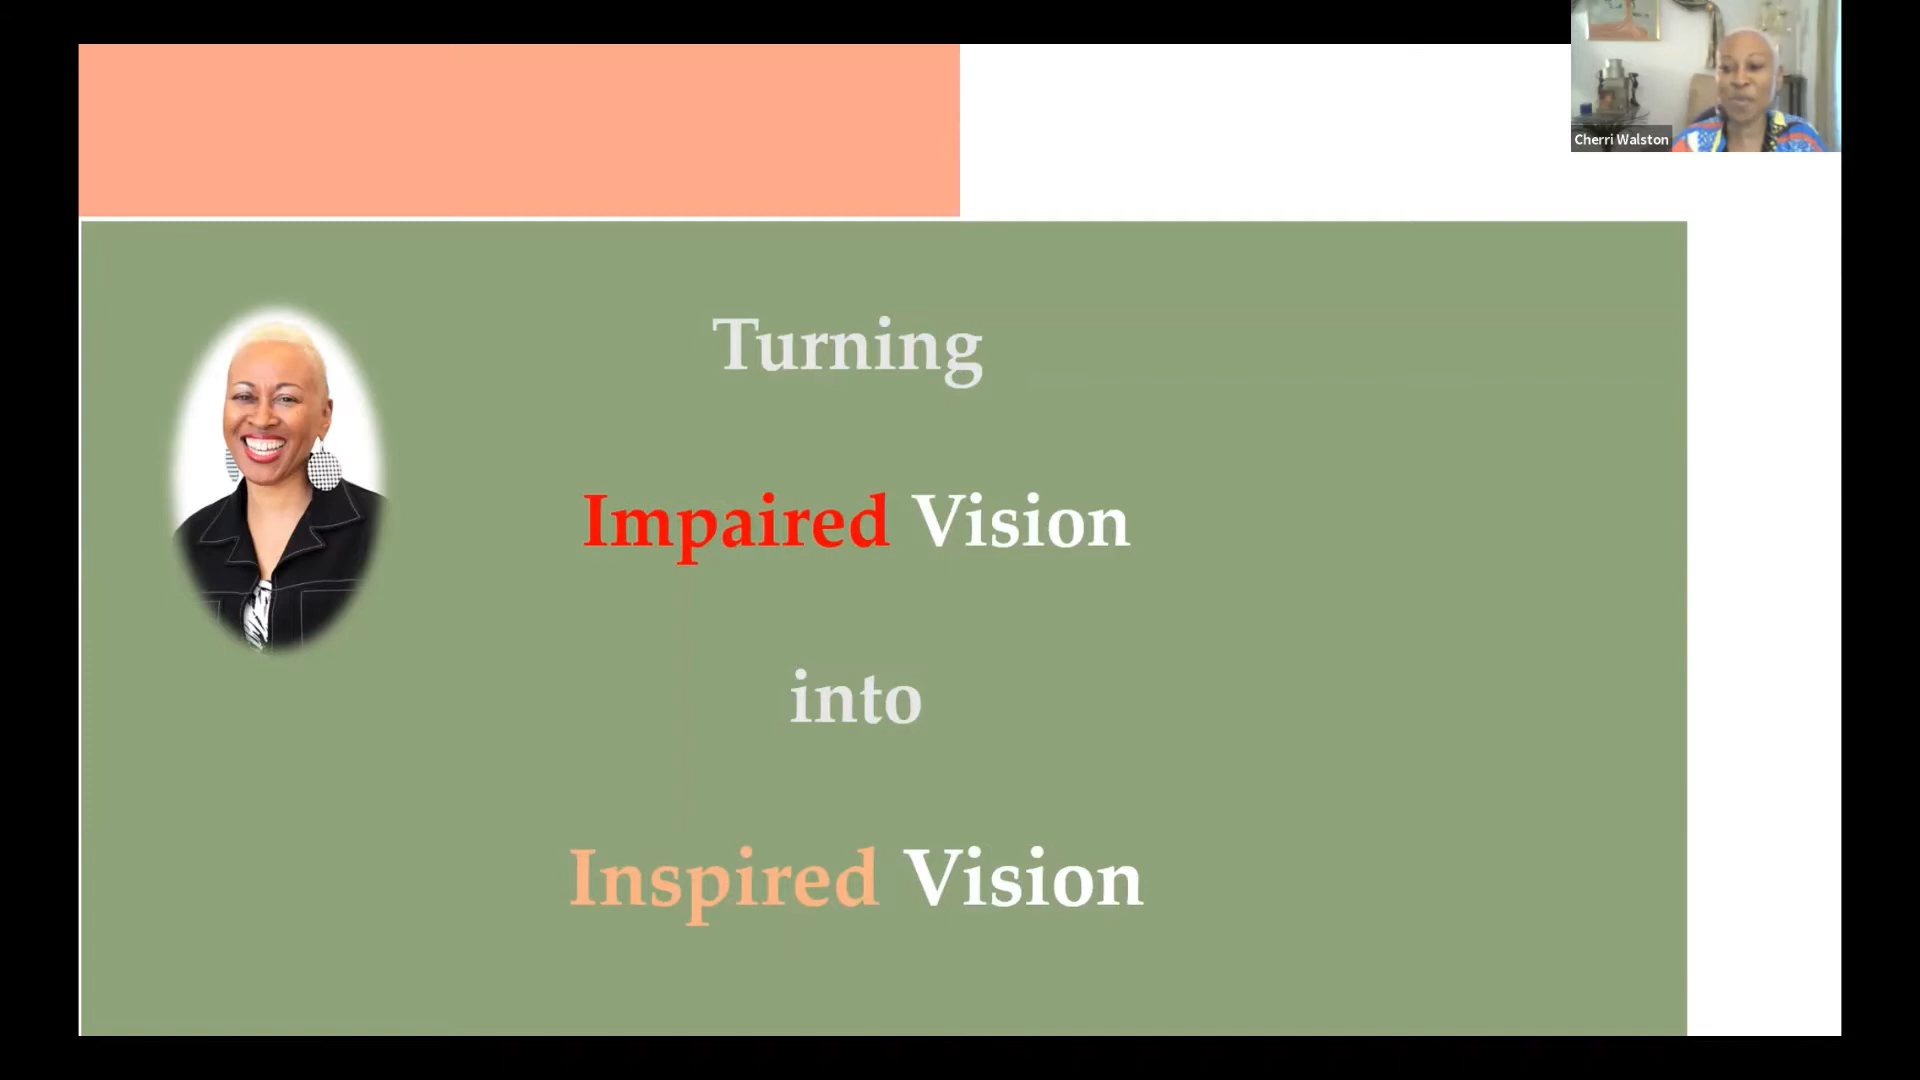 Cherri Walston
Turning
Impaired Vision
into
Inspired Vision